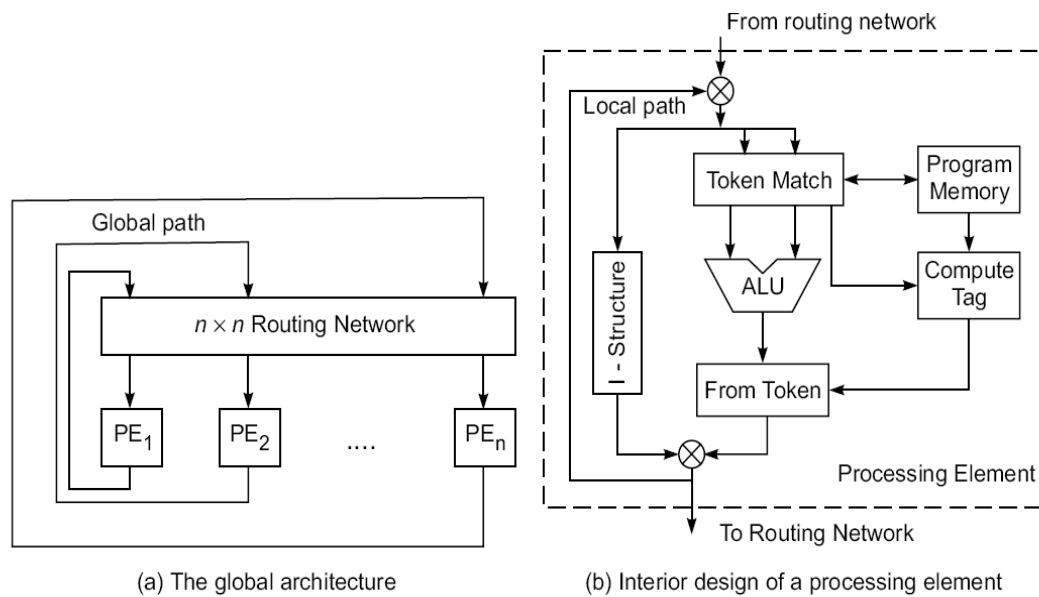 Global path
n × n Routing Network
PE1
PE2
....
PEn
(a) The global architecture
From routing network
Local path
Token Match
Program
Memory
I - Structure
ALU
Compute
Tag
From Token
Processing Element
To Routing Network
(b) Interior design of a processing element